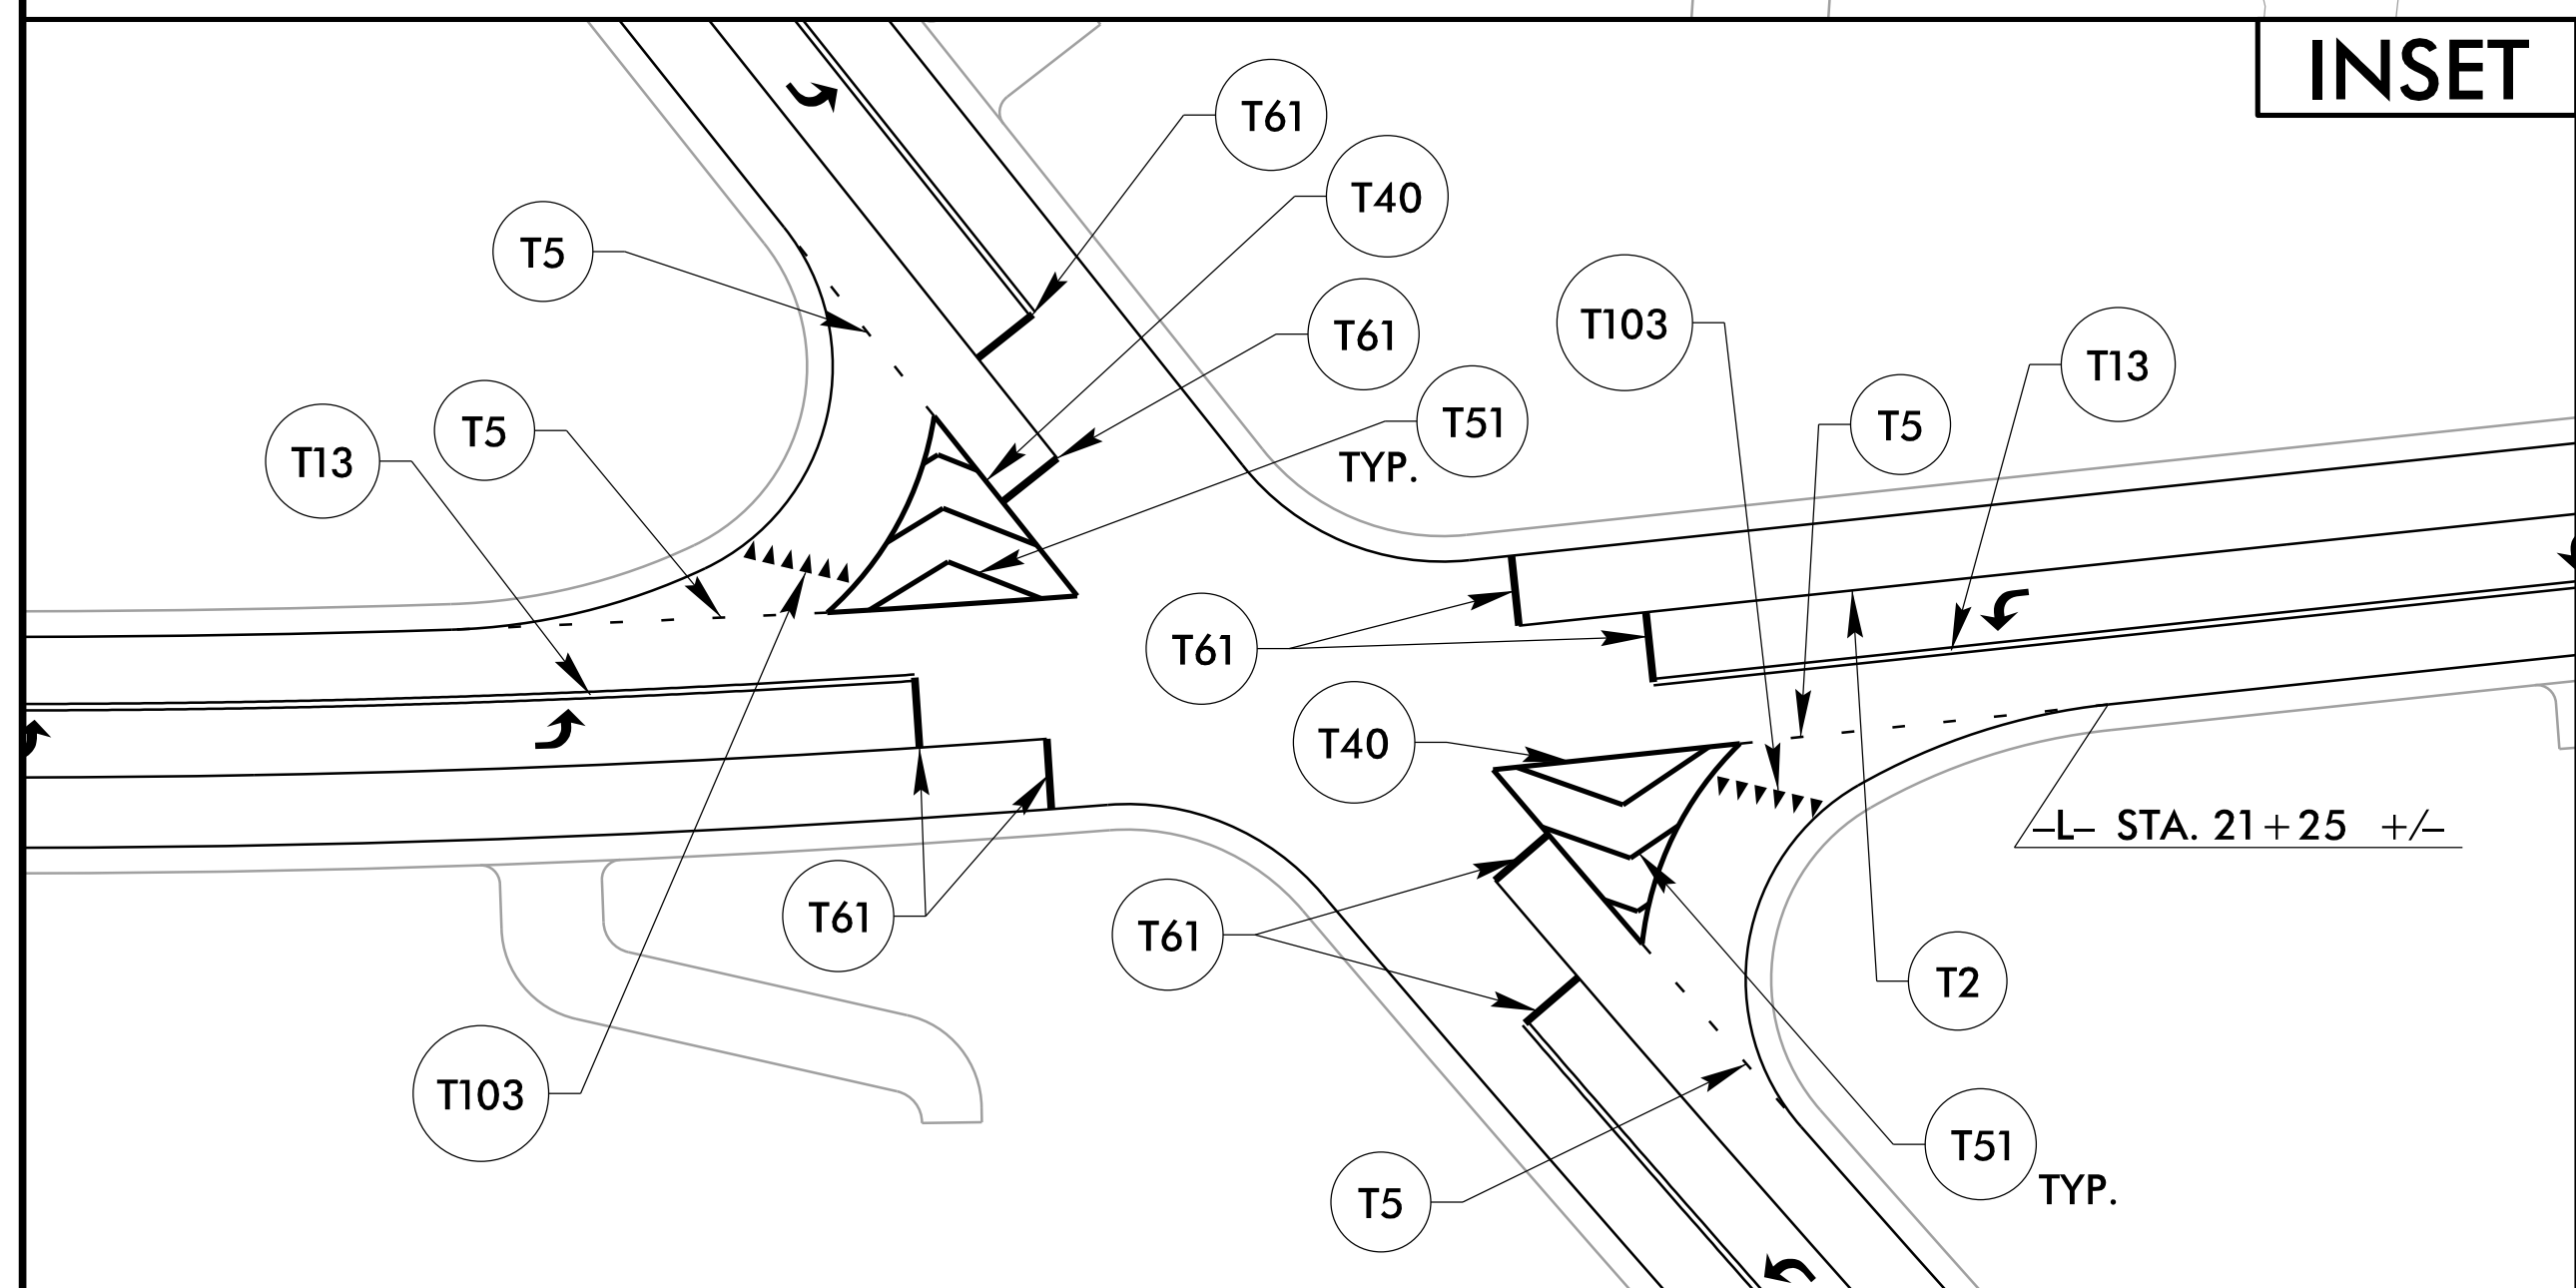 INSET
T61
T40
T5
T61
T103
T13
T51
TYP.
T5
T5
T13
T61
T40
–L– STA. 21+25 +/–
T61
T61
T2
T103
T51
TYP.
T5